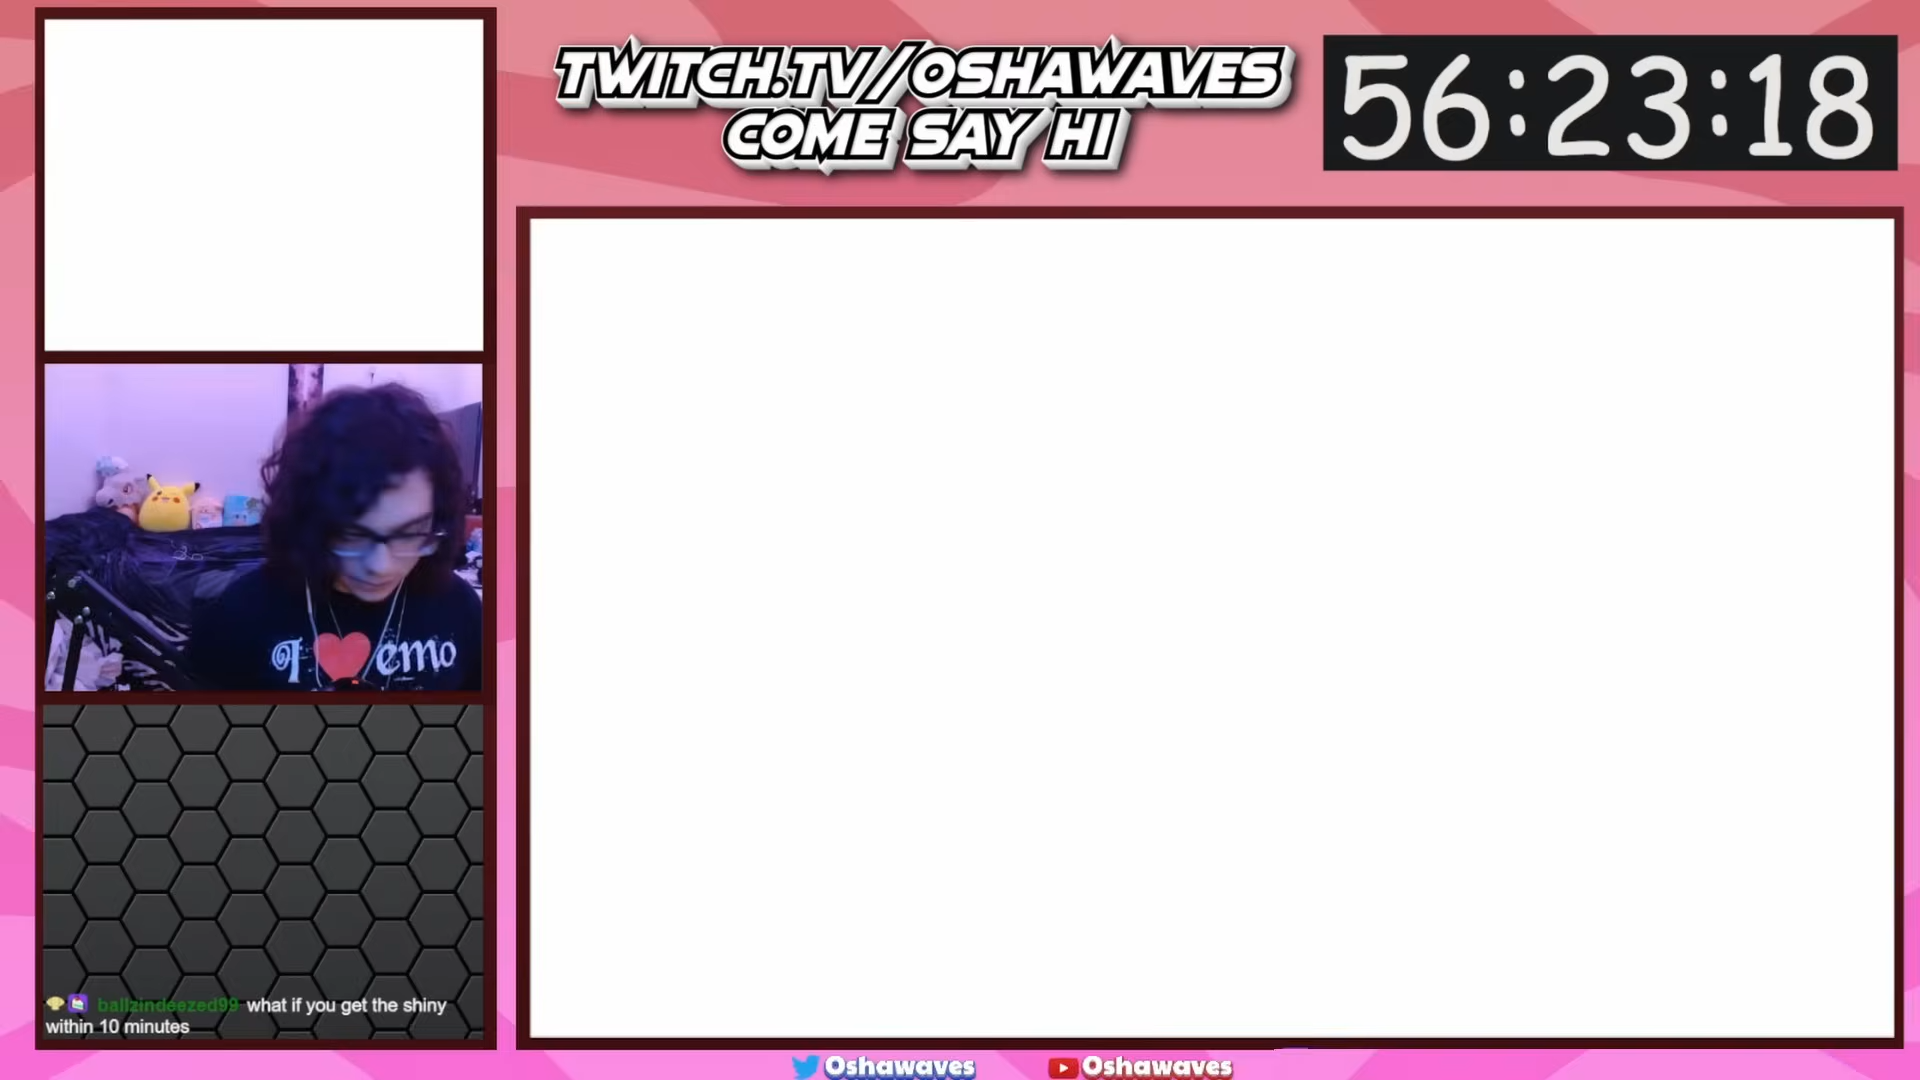 TWITCH.TV/OSHAWAVES
COME SAY HI
56:23:18
I ❤ emo
ballzindeezed99 what if you get the shiny
within 10 minutes
Oshawaves
Oshawaves